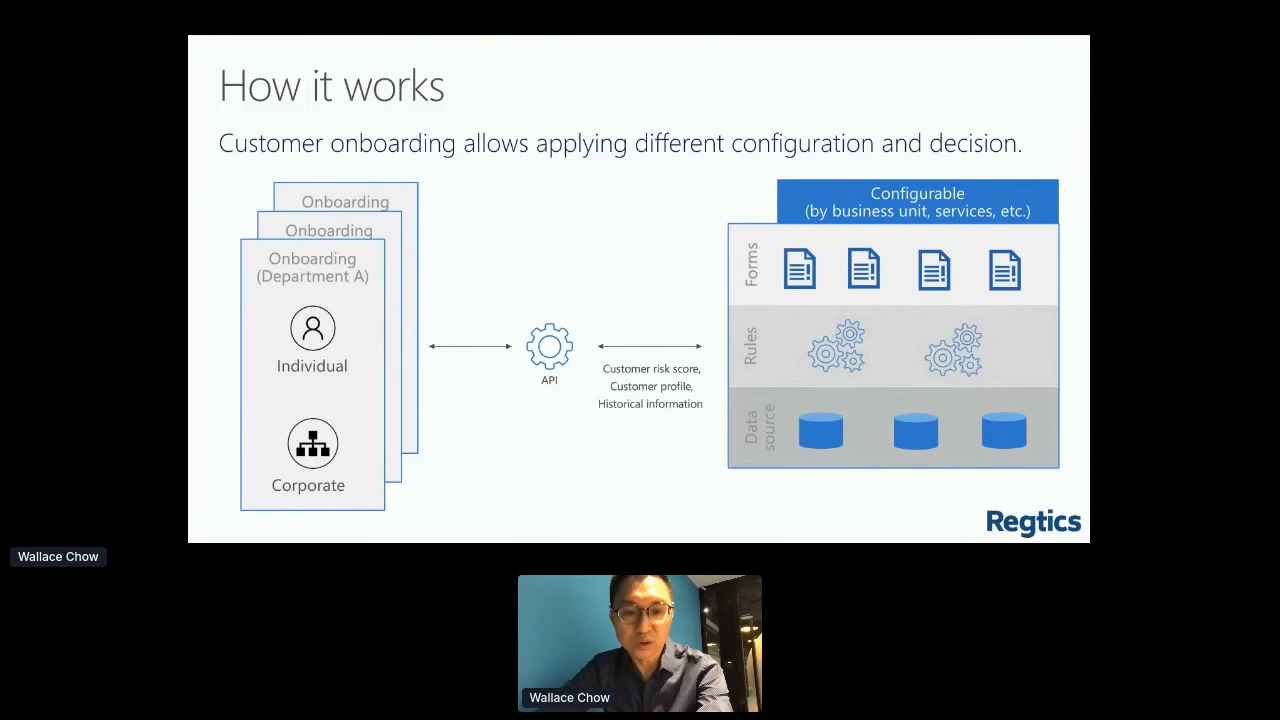 How it works
Customer onboarding allows applying different configuration and decision.
Onboarding
Onboarding
Onboarding
(Department A)
Individual
Corporate
API
Customer risk score,
Customer profile,
Historical information
Configurable
(by business unit, services, etc.)
Forms
Rules
Data
source
Regtics
Wallace Chow
Wallace Chow